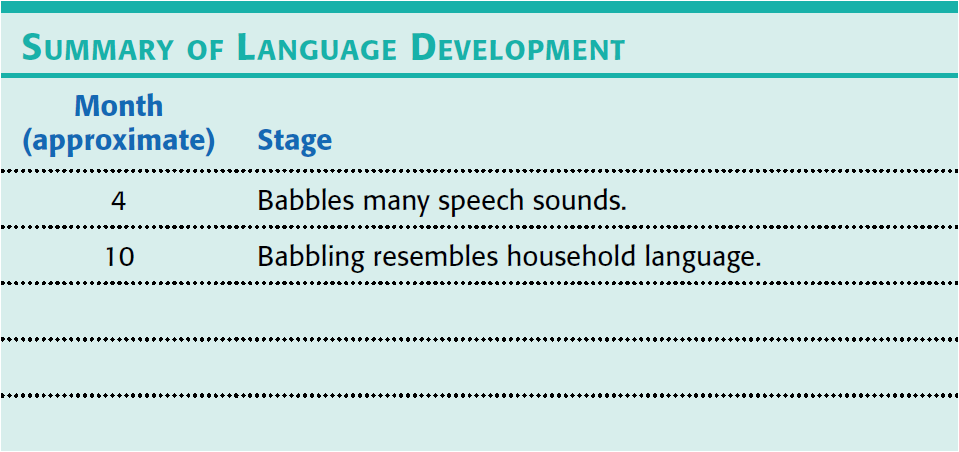 SUMMARY OF LANGUAGE DEVELOPMENT
Month
(approximate) Stage
4 Babbles many speech sounds.
10 Babbling resembles household language.